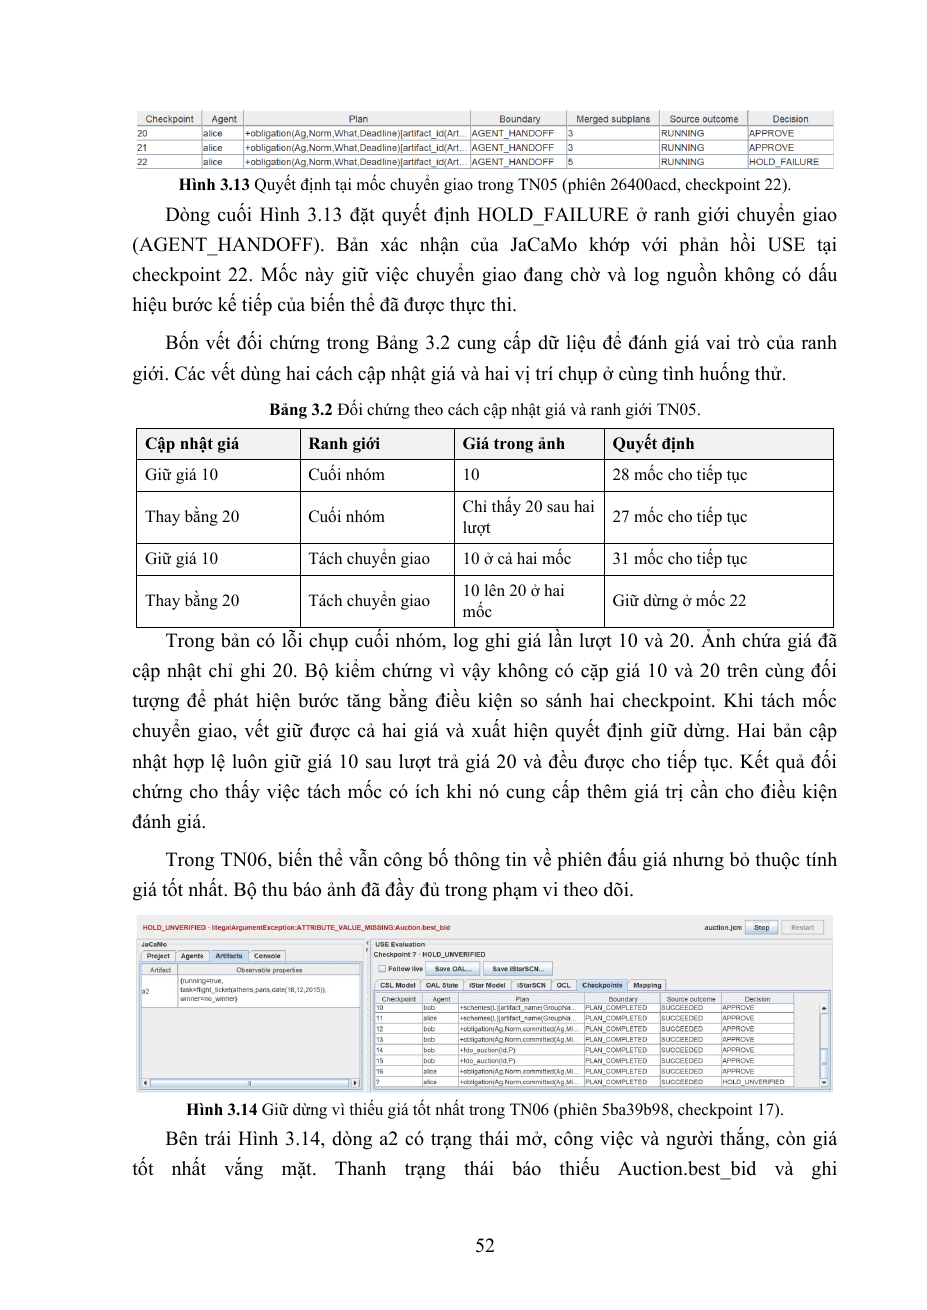 Checkpoint Agent Plan Boundary Merged subplans Source outcome Decision
20 alice +obligation(Ag,Norm,What,Deadline)[artifact_id(Art... AGENT_HANDOFF 3 RUNNING APPROVE
21 alice +obligation(Ag,Norm,What,Deadline)[artifact_id(Art... AGENT_HANDOFF 3 RUNNING APPROVE
22 alice +obligation(Ag,Norm,What,Deadline)[artifact_id(Art... AGENT_HANDOFF 5 RUNNING HOLD_FAILURE
Hình 3.13 Quyết định tại mốc chuyển giao trong TN05 (phiên 26400acd, checkpoint 22).
Dòng cuối Hình 3.13 đặt quyết định HOLD_FAILURE ở ranh giới chuyển giao
(AGENT_HANDOFF). Bản xác nhận của JaCaMo khớp với phản hồi USE tại
checkpoint 22. Mốc này giữ việc chuyển giao đang chờ và log nguồn không có dấu
hiệu bước kế tiếp của biến thể đã được thực thi.
Bốn vết đối chứng trong Bảng 3.2 cung cấp dữ liệu để đánh giá vai trò của ranh
giới. Các vết dùng hai cách cập nhật giá và hai vị trí chụp ở cùng tình huống thử.
Bảng 3.2 Đối chứng theo cách cập nhật giá và ranh giới TN05.
Cập nhật giá Ranh giới Giá trong ảnh Quyết định
Giữ giá 10 Cuối nhóm 10 28 mốc cho tiếp tục
Thay bằng 20 Cuối nhóm Chỉ thấy 20 sau hai lượt 27 mốc cho tiếp tục
Giữ giá 10 Tách chuyển giao 10 ở cả hai mốc 31 mốc cho tiếp tục
Thay bằng 20 Tách chuyển giao 10 lên 20 ở hai mốc Giữ dừng ở mốc 22
Trong bản có lỗi chụp cuối nhóm, log ghi giá lần lượt 10 và 20. Ảnh chứa giá đã
cập nhật chỉ ghi 20. Bộ kiểm chứng vì vậy không có cặp giá 10 và 20 trên cùng đối
tượng để phát hiện bước tăng bằng điều kiện so sánh hai checkpoint. Khi tách mốc
chuyển giao, vết giữ được cả hai giá và xuất hiện quyết định giữ dừng. Hai bản cập
nhật hợp lệ luôn giữ giá 10 sau lượt trả giá 20 và đều được cho tiếp tục. Kết quả đối
chứng cho thấy việc tách mốc có ích khi nó cung cấp thêm giá trị cần cho điều kiện
đánh giá.
Trong TN06, biến thể vẫn công bố thông tin về phiên đấu giá nhưng bỏ thuộc tính
giá tốt nhất. Bộ thu báo ảnh đã đầy đủ trong phạm vi theo dõi.
HOLD_UNVERIFIED · IllegalArgumentException:ATTRIBUTE_VALUE_MISSING:Auction.best_bid auction.jcm Stop Restart
JaCaMo
Project Agents Artifacts Console
Artifact Observable properties
a2 {running=true,
task=flight_ticket(athens,paris,date(18,12,2015)),
winner=no_winner}
USE Evaluation
Checkpoint ? · HOLD_UNVERIFIED
Follow live Save OAL... Save iStarSCN...
CSL Model OAL State iStar Model iStarSCN OCL Checkpoints Mapping
Checkpoint Agent Plan Boundary Source outcome Decision
10 bob +schemes(L)[artifact_name(GroupNa... PLAN_COMPLETED SUCCEEDED APPROVE
11 alice +schemes(L)[artifact_name(GroupNa... PLAN_COMPLETED SUCCEEDED APPROVE
12 bob +obligation(Ag,Norm,committed(Ag,Mi... PLAN_COMPLETED SUCCEEDED APPROVE
13 bob +obligation(Ag,Norm,committed(Ag,Mi... PLAN_COMPLETED SUCCEEDED APPROVE
14 bob +!do_auction(Id,P) PLAN_COMPLETED SUCCEEDED APPROVE
15 bob +!do_auction(Id,P) PLAN_COMPLETED SUCCEEDED APPROVE
16 alice +obligation(Ag,Norm,committed(Ag,Mi... PLAN_COMPLETED SUCCEEDED APPROVE
? alice +obligation(Ag,Norm,committed(Ag,Mi... PLAN_COMPLETED SUCCEEDED HOLD_UNVERIFIED
Hình 3.14 Giữ dừng vì thiếu giá tốt nhất trong TN06 (phiên 5ba39b98, checkpoint 17).
Bên trái Hình 3.14, dòng a2 có trạng thái mở, công việc và người thắng, còn giá
tốt nhất vắng mặt. Thanh trạng thái báo thiếu Auction.best_bid và ghi
52